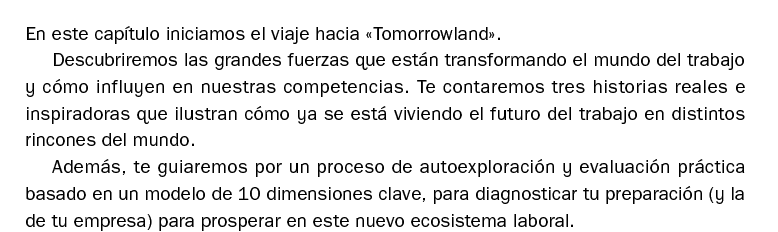 En este capítulo iniciamos el viaje hacia «Tomorrowland».
Descubriremos las grandes fuerzas que están transformando el mundo del trabajo
y cómo influyen en nuestras competencias. Te contaremos tres historias reales e
inspiradoras que ilustran cómo ya se está viviendo el futuro del trabajo en distintos
rincones del mundo.
Además, te guiaremos por un proceso de autoexploración y evaluación práctica
basado en un modelo de 10 dimensiones clave, para diagnosticar tu preparación (y la
de tu empresa) para prosperar en este nuevo ecosistema laboral.